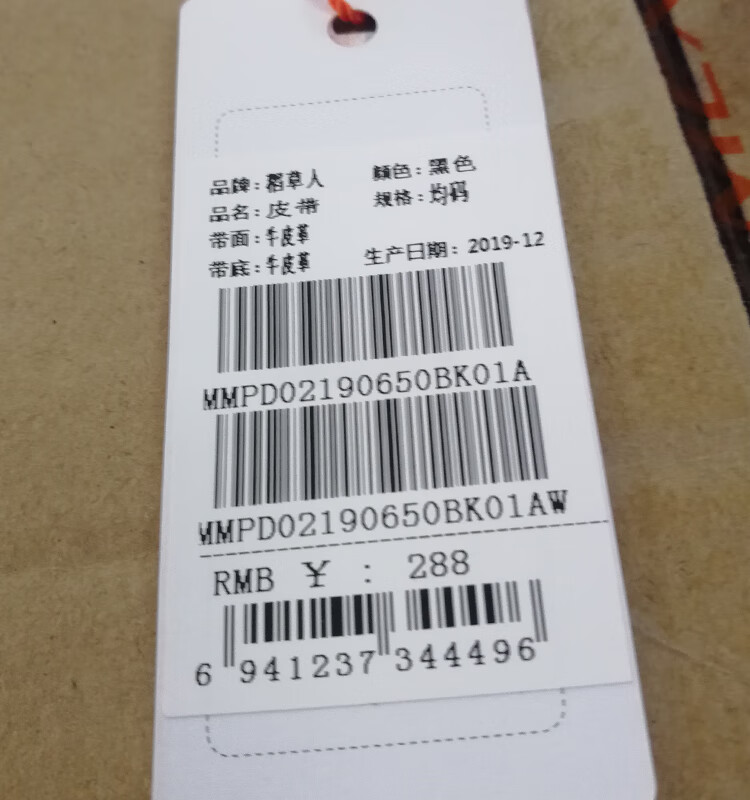 品牌:稻草人 顏色:黑色
品名:皮带 规格:均码
带面:牛皮革
带底:牛皮革 生产日期:2019-12
MMPD02190650BK01A
MMPD02190650BK01AW
RMB ¥ : 288
6 941237 344496